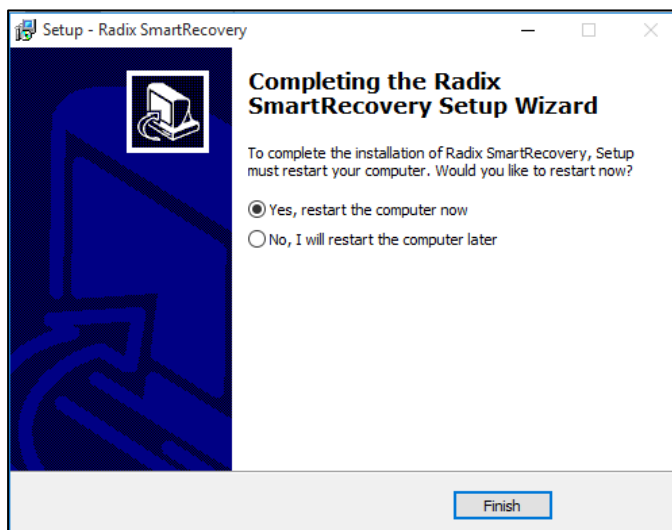 Setup - Radix SmartRecovery
Completing the Radix
SmartRecovery Setup Wizard
To complete the installation of Radix SmartRecovery, Setup
must restart your computer. Would you like to restart now?
Yes, restart the computer now
No, I will restart the computer later
Finish